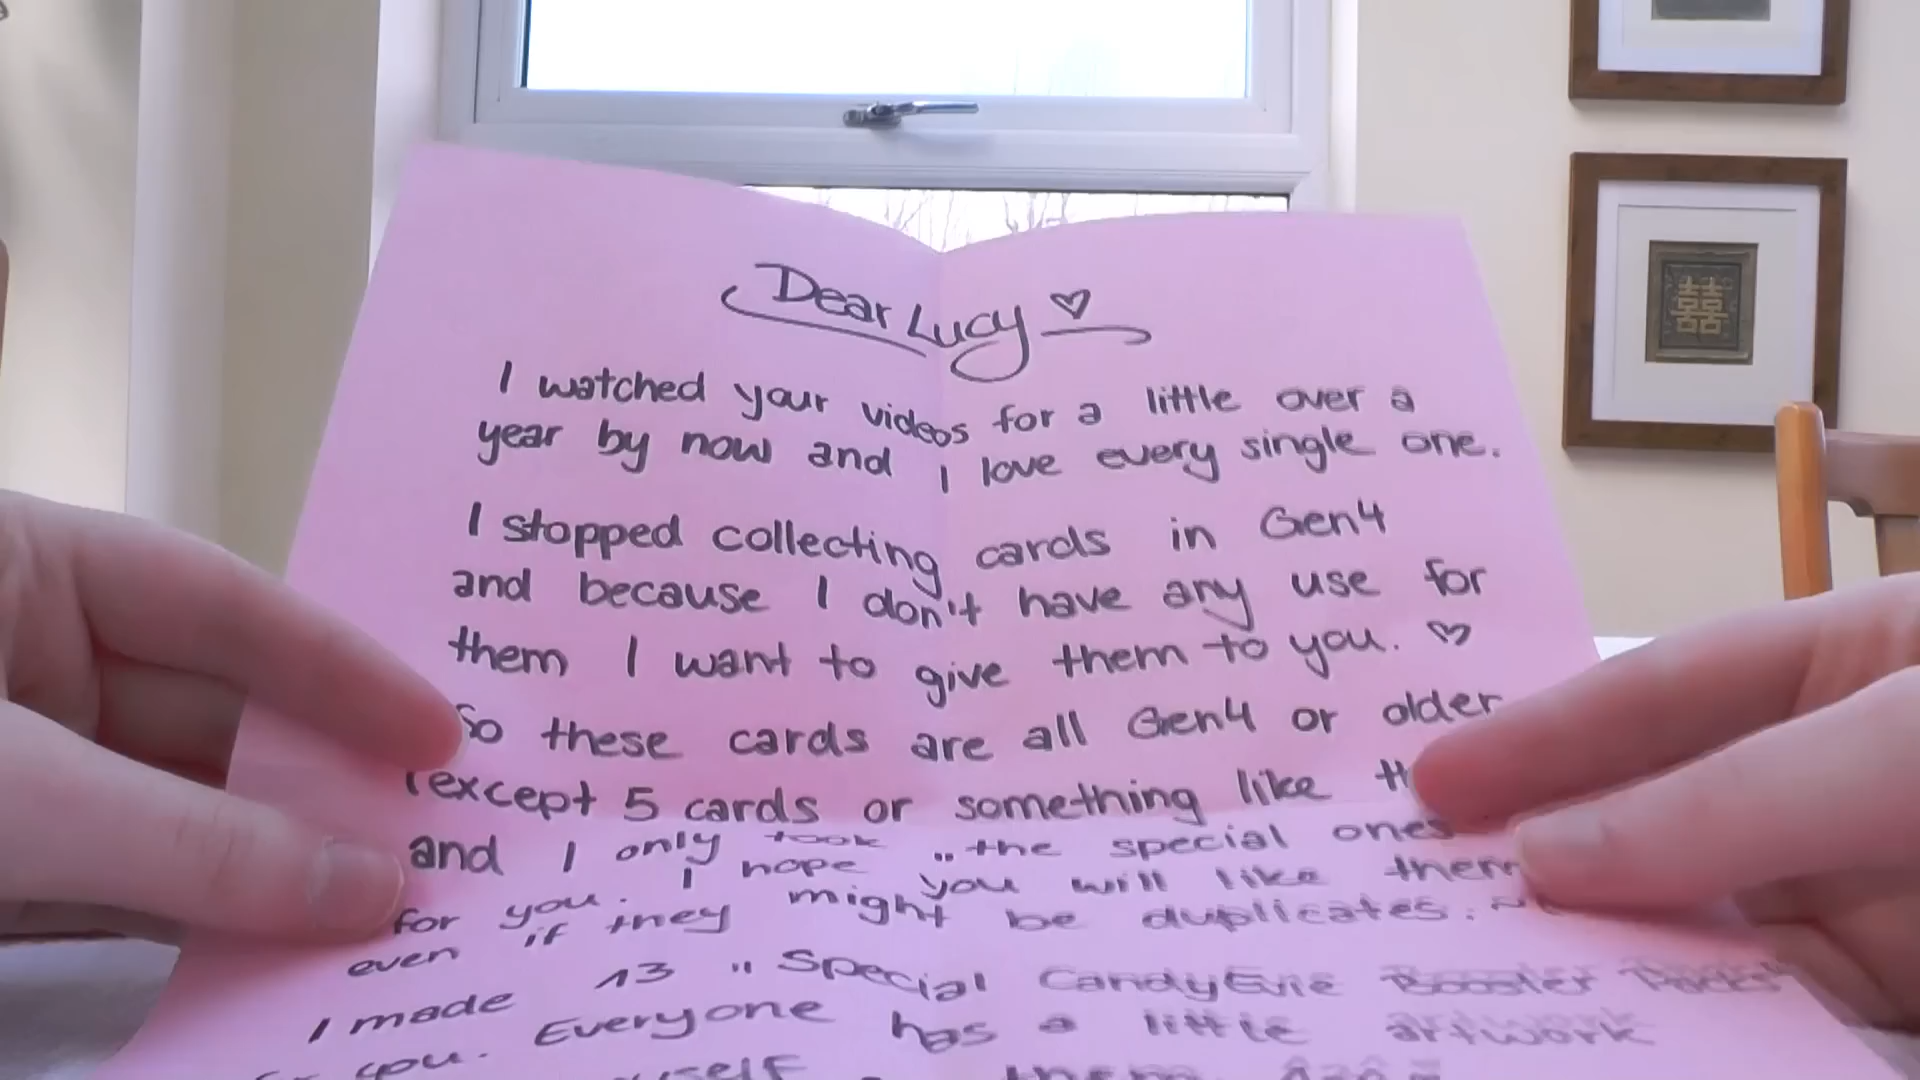 Dear Lucy ♡
I watched your videos for a little over a
year by now and I love every single one.
I stopped collecting cards in Gen4
and because I don't have any use for
them I want to give them to you. ♡
So these cards are all Gen4 or older
(except 5 cards or something like
and I only took "the special ones
for you. I hope you will like them
even if they might be duplicates.
I made 13 "Special CandyEvie Booster Packs"
you. Everyone has a little artwork
them
囍